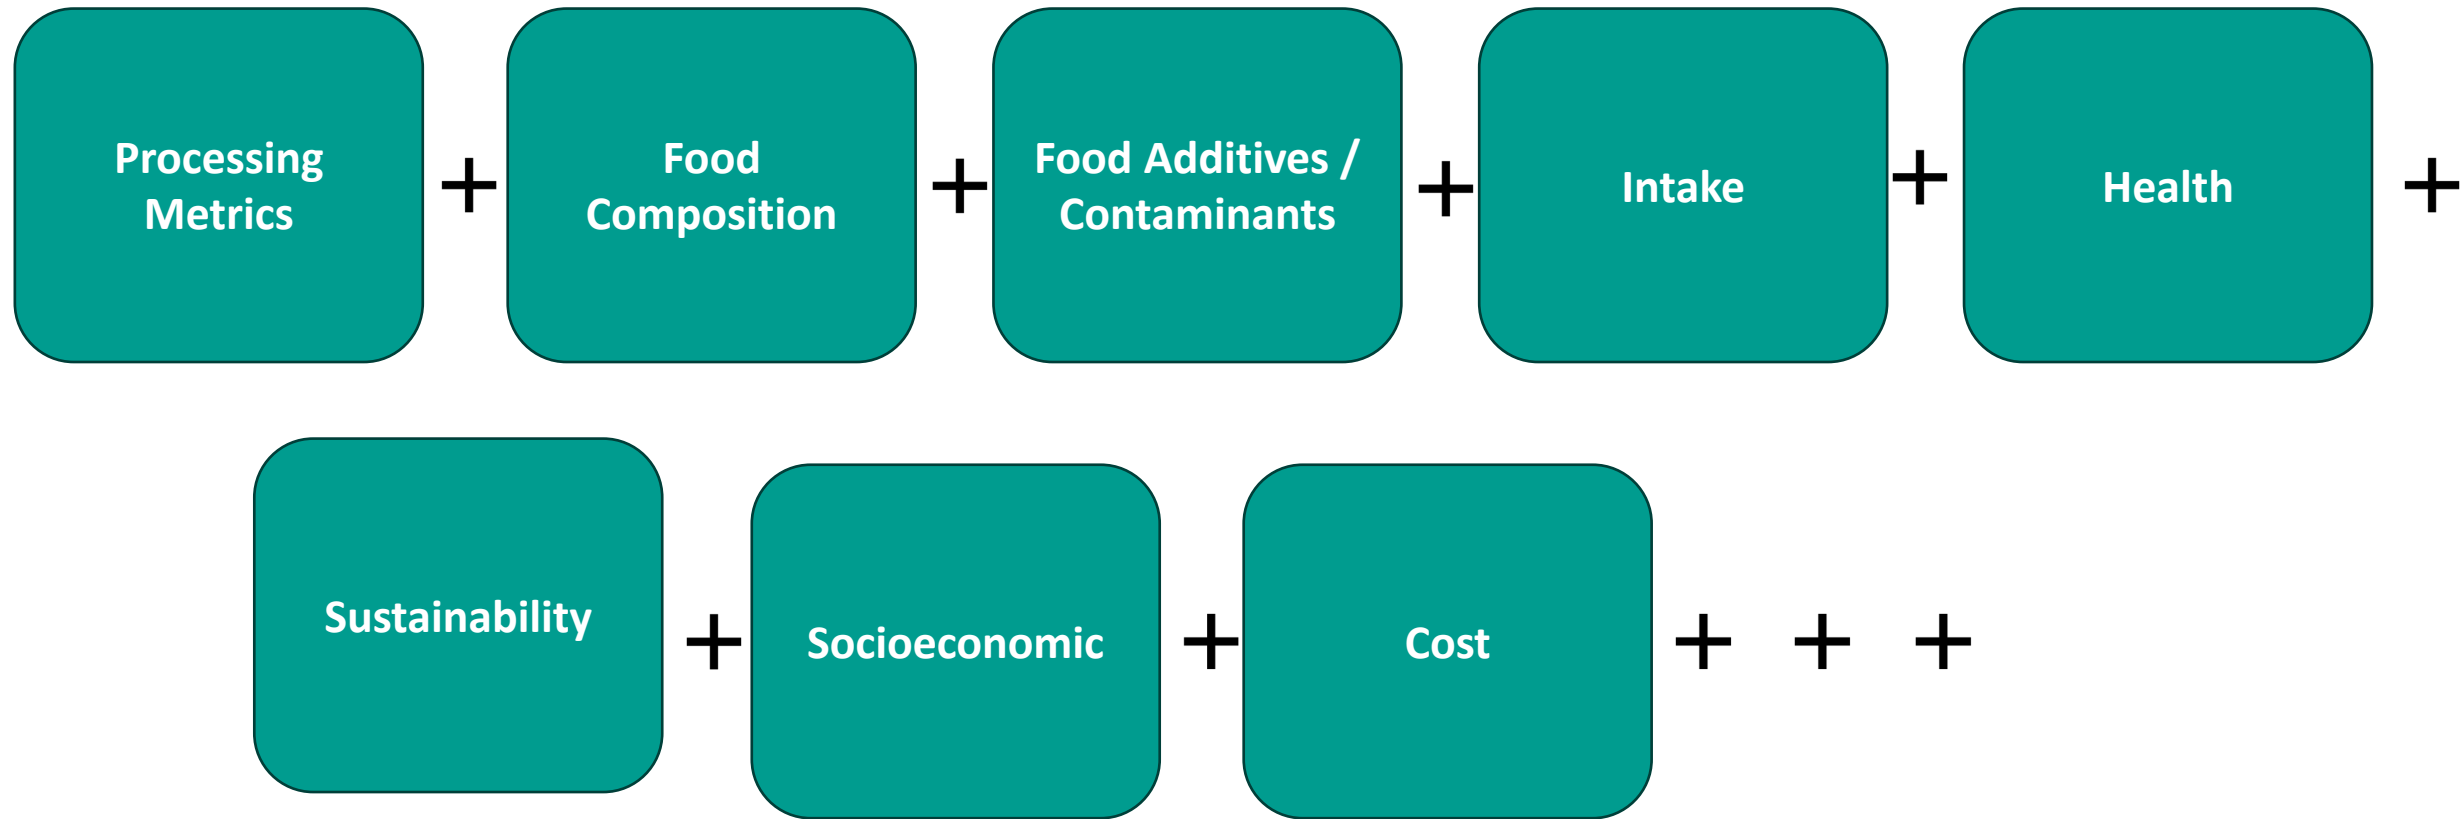 Processing
Metrics
+
Food
Composition
+
Food Additives /
Contaminants
+
Intake
+
Health
+
Sustainability
+
Socioeconomic
+
Cost
+ + +